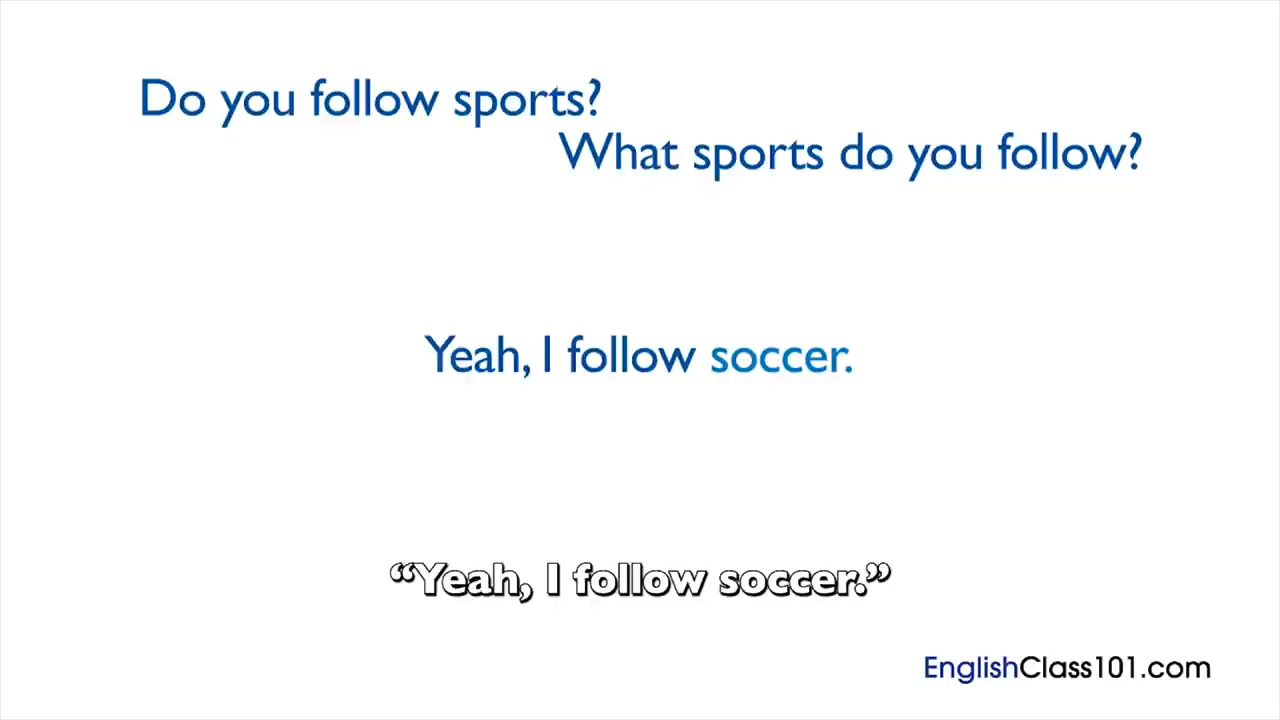 Do you follow sports?
What sports do you follow?
Yeah, I follow soccer.
“Yeah, I follow soccer.”
EnglishClass101.com